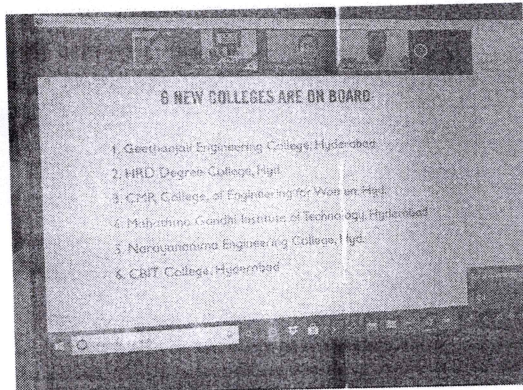 6 NEW COLLEGES ARE ON BOARD
1. Geethanjali Engineering College, Hyderabad
2. HRD Degree College, Hyd.
3. CMR, College, of Engineering for Women, Hyd.
4. Mahathma Gandhi Institute of Technology, Hyderabad
5. Narayanamma Engineering College, Hyd.
6. CBIT College, Hyderabad